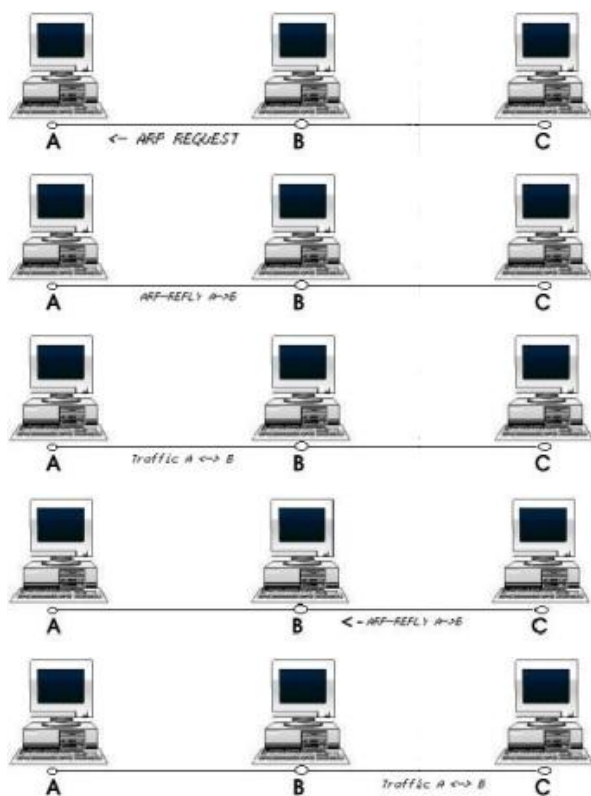 A B C
<- ARP REQUEST
A B C
ARP-REPLY A->B
A B C
Traffic A <-> B
A B C
<-ARP-REPLY A->B
A B C
Traffic A <-> B